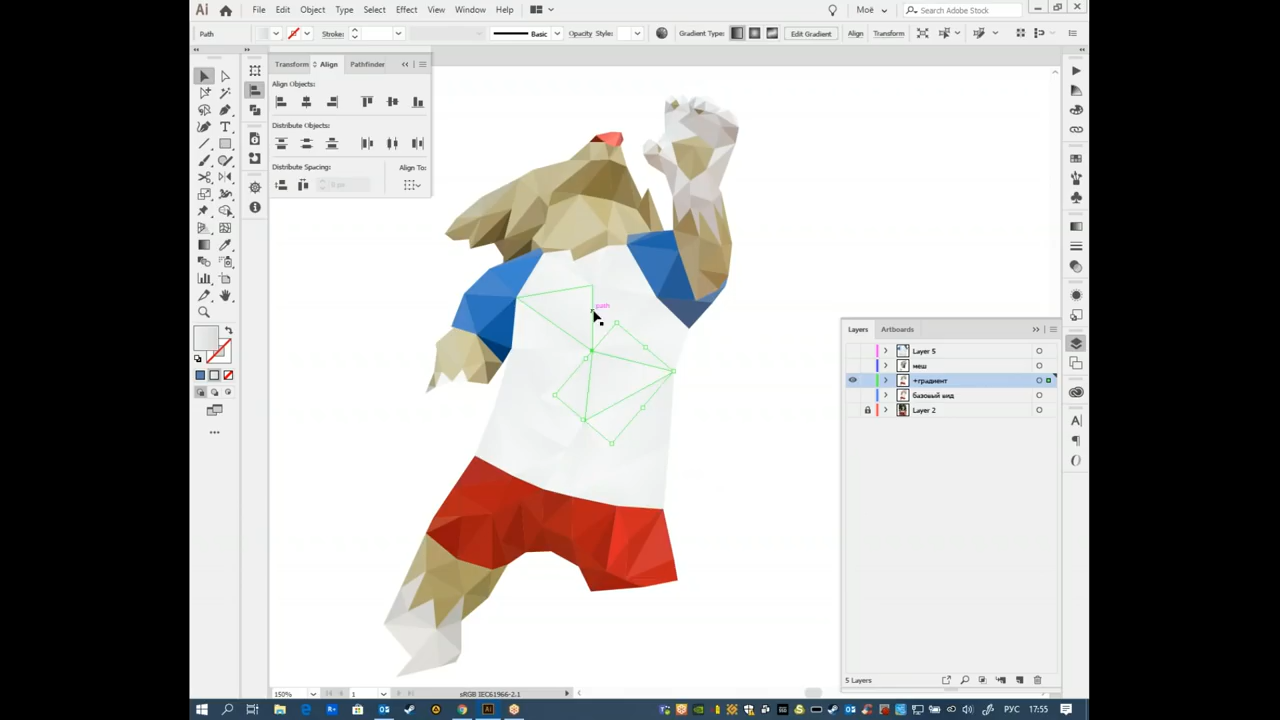 Ai File Edit Object Type Select Effect View Window Help Моё Search Adobe Stock
Path Stroke: Basic Opacity Style: Gradient Type: Edit Gradient Align Transform
Transform Align Pathfinder
Align Objects:
Distribute Objects:
Distribute Spacing: Align To:
0 px
path
Layers Artboards
Layer 5
меш
+градиент
базовый вид
Layer 2
5 Layers
150% 1 sRGB IEC61966-2.1
РУС 17:55